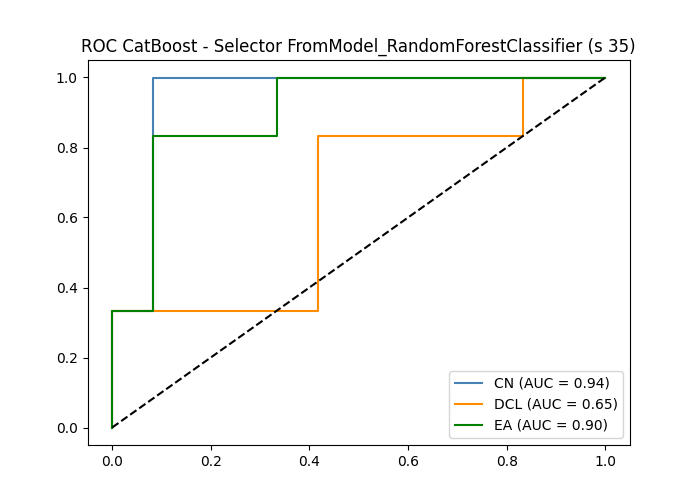 ROC CatBoost - Selector FromModel_RandomForestClassifier (s 35)
1.0
0.8
0.6
0.4
0.2
0.0
CN (AUC = 0.94)
DCL (AUC = 0.65)
EA (AUC = 0.90)
0.0 0.2 0.4 0.6 0.8 1.0